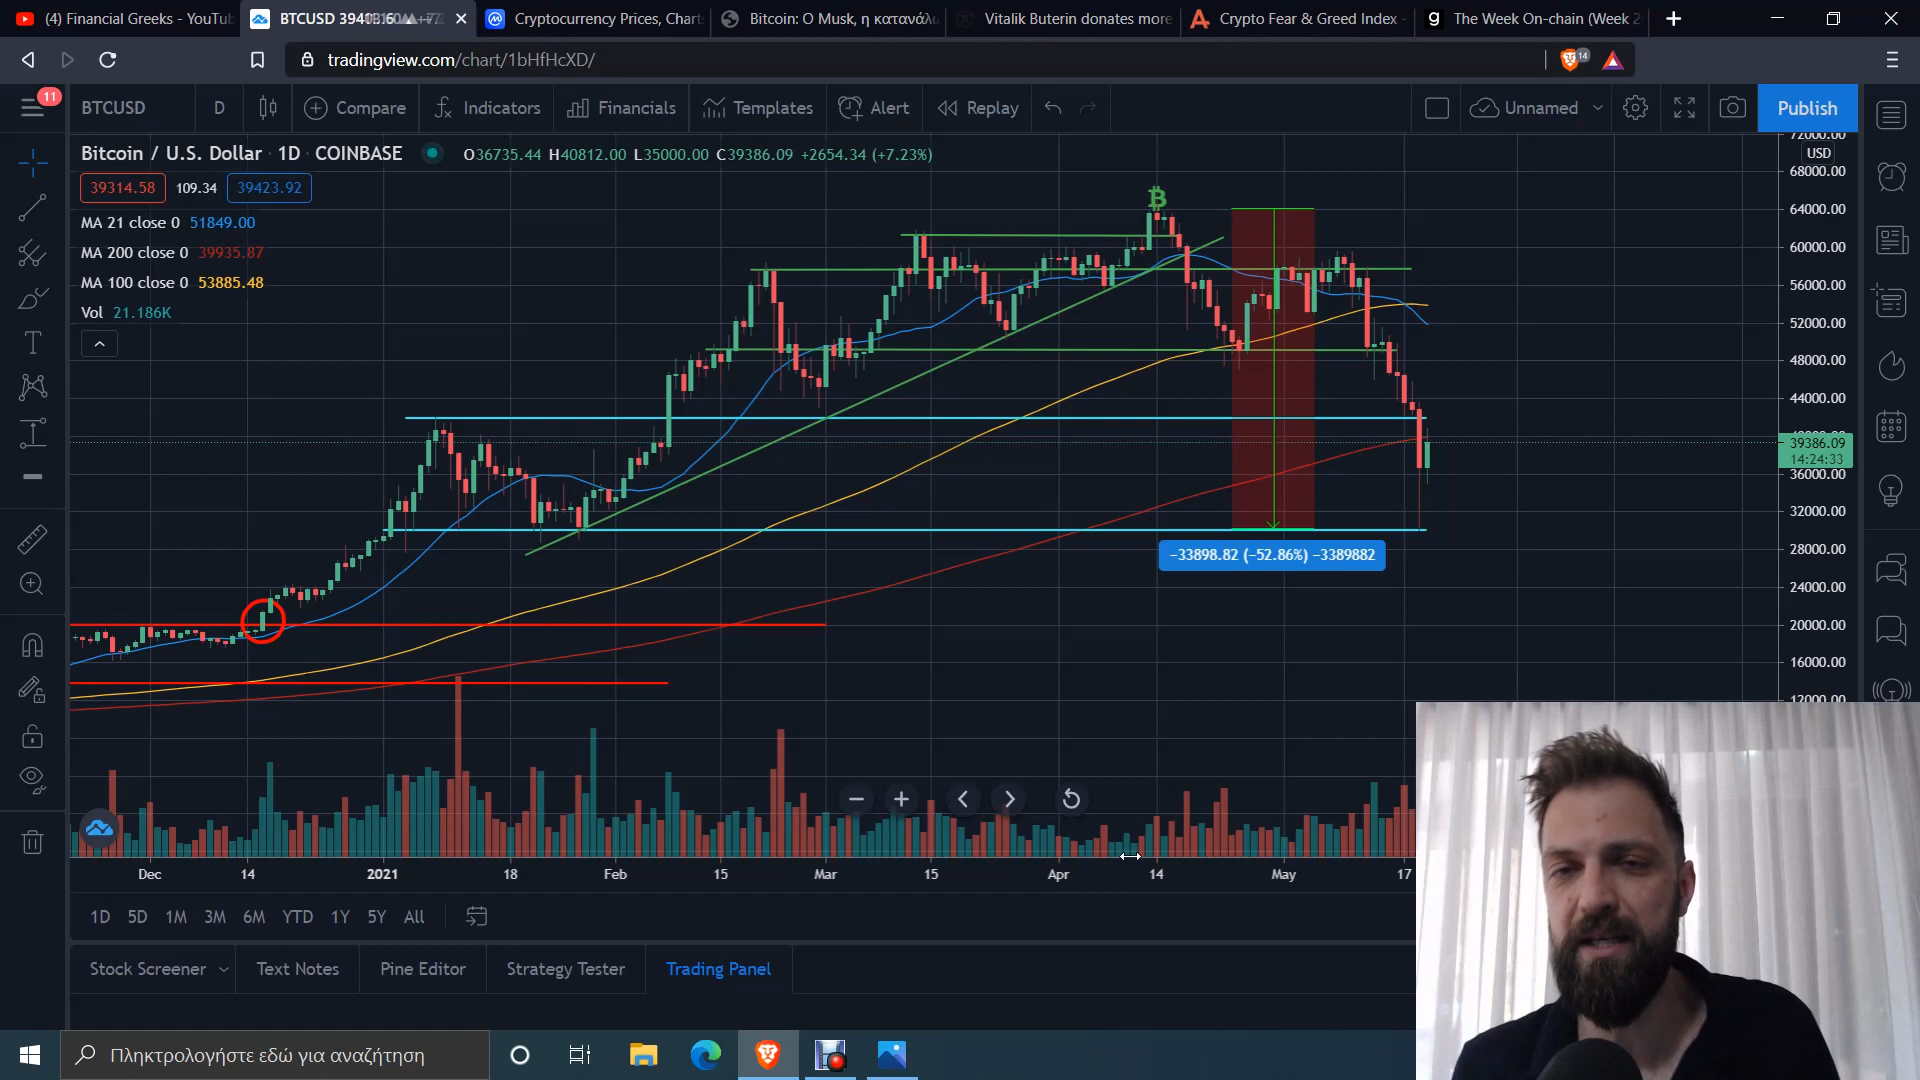 (4) Financial Greeks - YouTub
BTCUSD
Cryptocurrency Prices, Chart
Bitcoin: Ο Musk, η κατανάλ
Vitalik Buterin donates more
Crypto Fear & Greed Index -
The Week On-chain (Week 2
tradingview.com/chart/1bHfHcXD/
14
11
BTCUSD
D
Compare
Indicators
Financials
Templates
Alert
Replay
Unnamed
Publish
Bitcoin / U.S. Dollar · 1D · COINBASE
O36735.44 H40812.00 L35000.00 C39386.09 +2654.34 (+7.23%)
39314.58 109.34 39423.92
MA 21 close 0 51849.00
MA 200 close 0 39935.87
MA 100 close 0 53885.48
Vol 21.186K
72000.00
USD
68000.00
64000.00
60000.00
56000.00
52000.00
48000.00
44000.00
39386.09
14:24:33
36000.00
32000.00
28000.00
24000.00
20000.00
16000.00
12000.00
−33898.82 (−52.86%) −3389882
Dec 14 2021 18 Feb 15 Mar 15 Apr 14 May 17
1D 5D 1M 3M 6M YTD 1Y 5Y All
Stock Screener Text Notes Pine Editor Strategy Tester Trading Panel
Πληκτρολογήστε εδώ για αναζήτηση